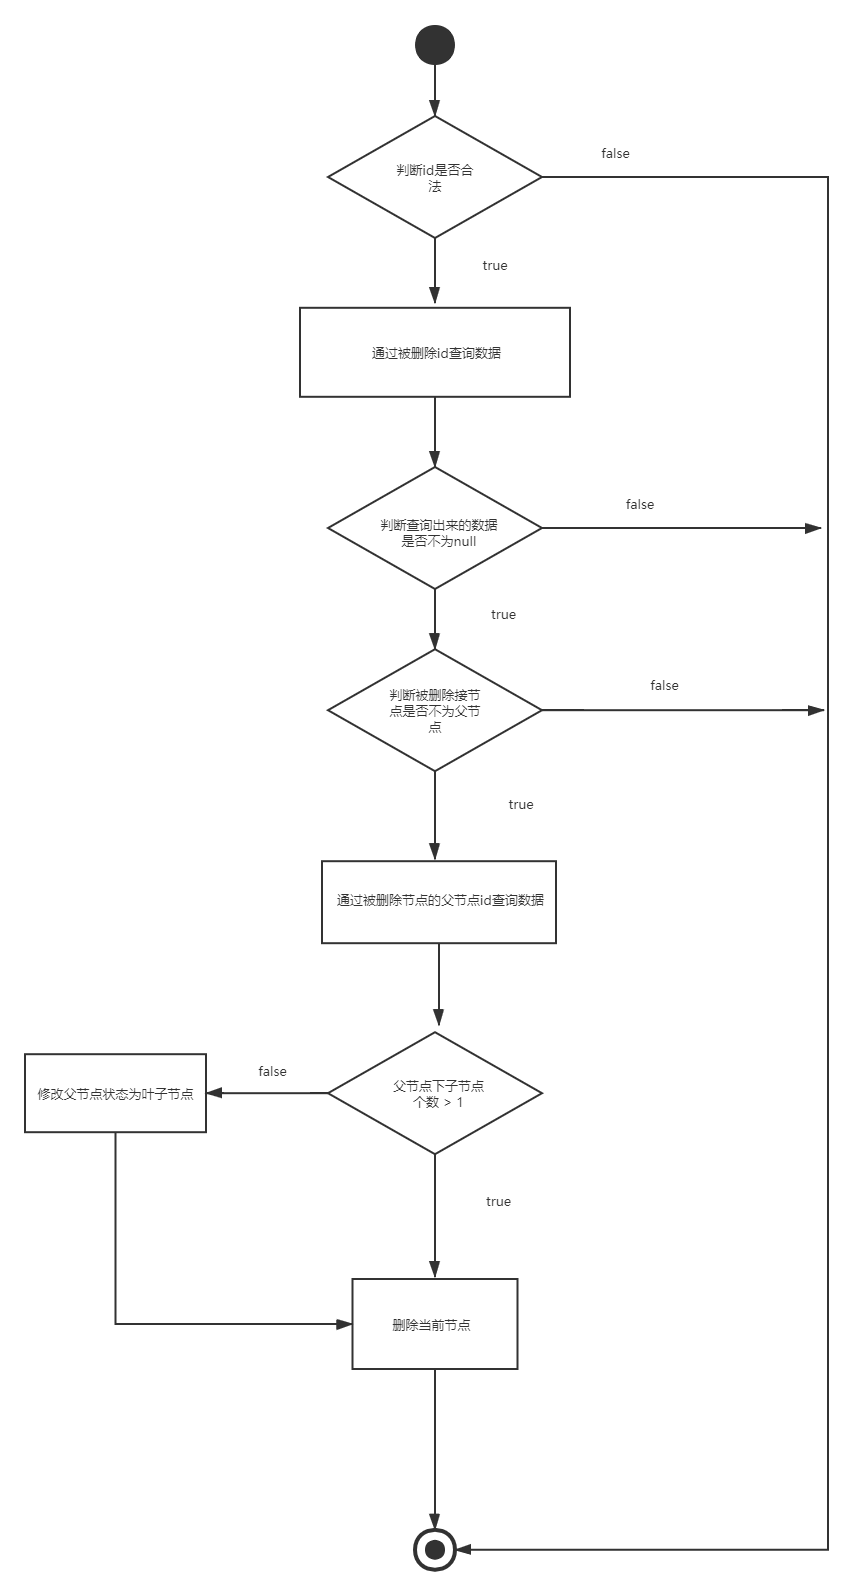 判断id是否合
法
false
true
通过被删除id查询数据
判断查询出来的数据
是否不为null
false
true
判断被删除接节
点是否不为父节
点
false
true
通过被删除节点的父节点id查询数据
父节点下子节点
个数 > 1
false
修改父节点状态为叶子节点
true
删除当前节点